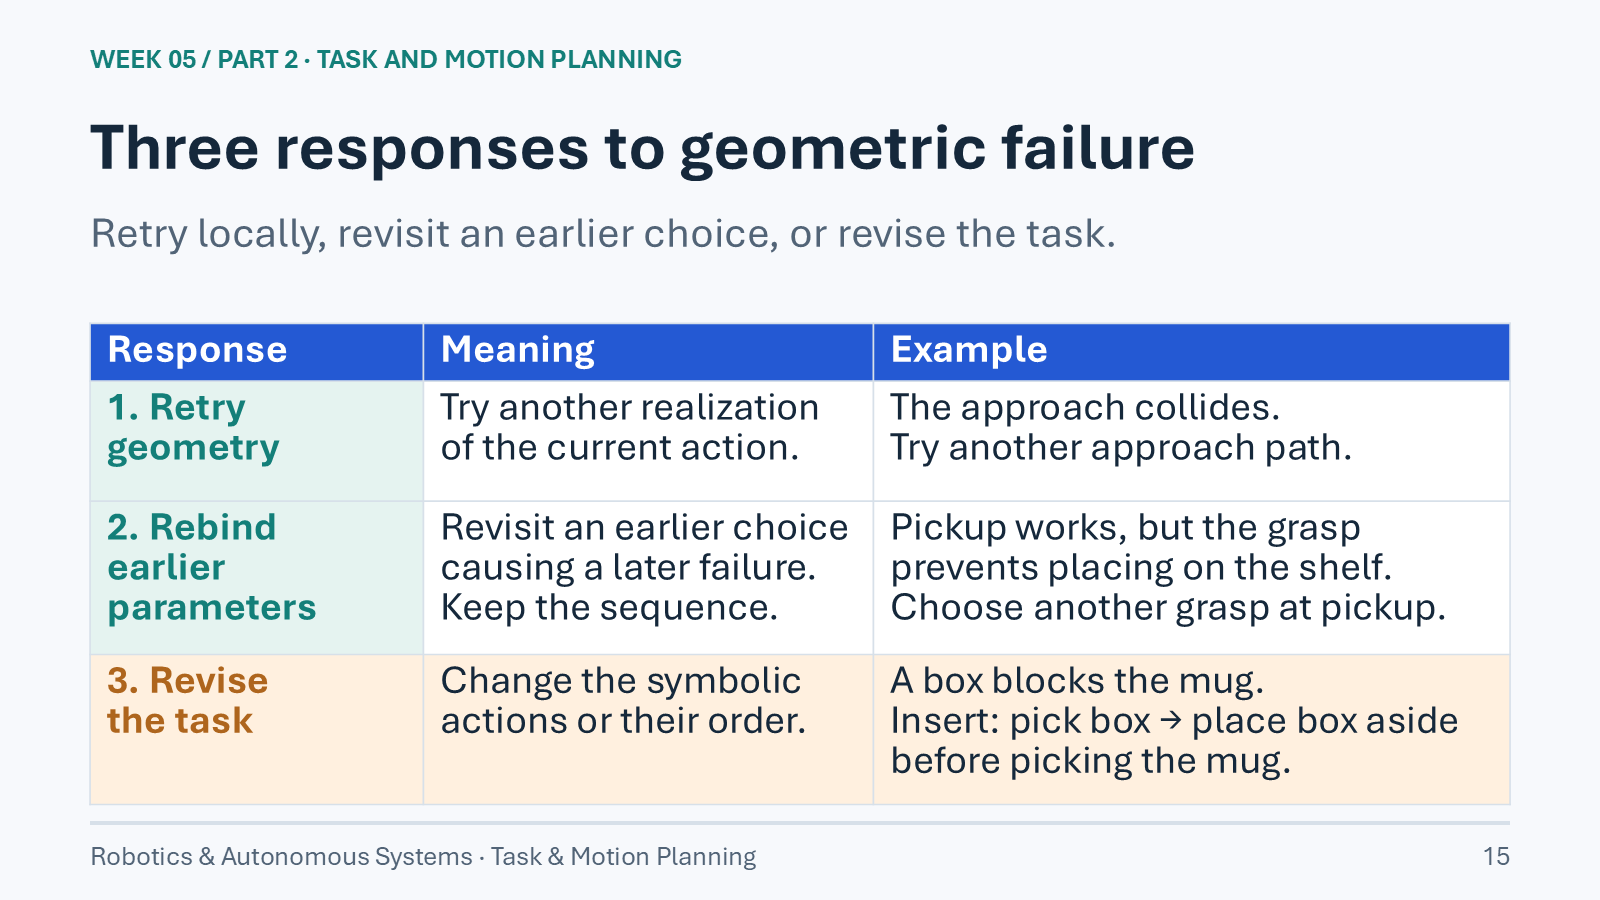 WEEK 05 / PART 2 · TASK AND MOTION PLANNING
Three responses to geometric failure
Retry locally, revisit an earlier choice, or revise the task.
Response
Meaning
Example
1. Retry
geometry
Try another realization
of the current action.
The approach collides.
Try another approach path.
2. Rebind
earlier
parameters
Revisit an earlier choice
causing a later failure.
Keep the sequence.
Pickup works, but the grasp
prevents placing on the shelf.
Choose another grasp at pickup.
3. Revise
the task
Change the symbolic
actions or their order.
A box blocks the mug.
Insert: pick box → place box aside
before picking the mug.
Robotics & Autonomous Systems · Task & Motion Planning
15